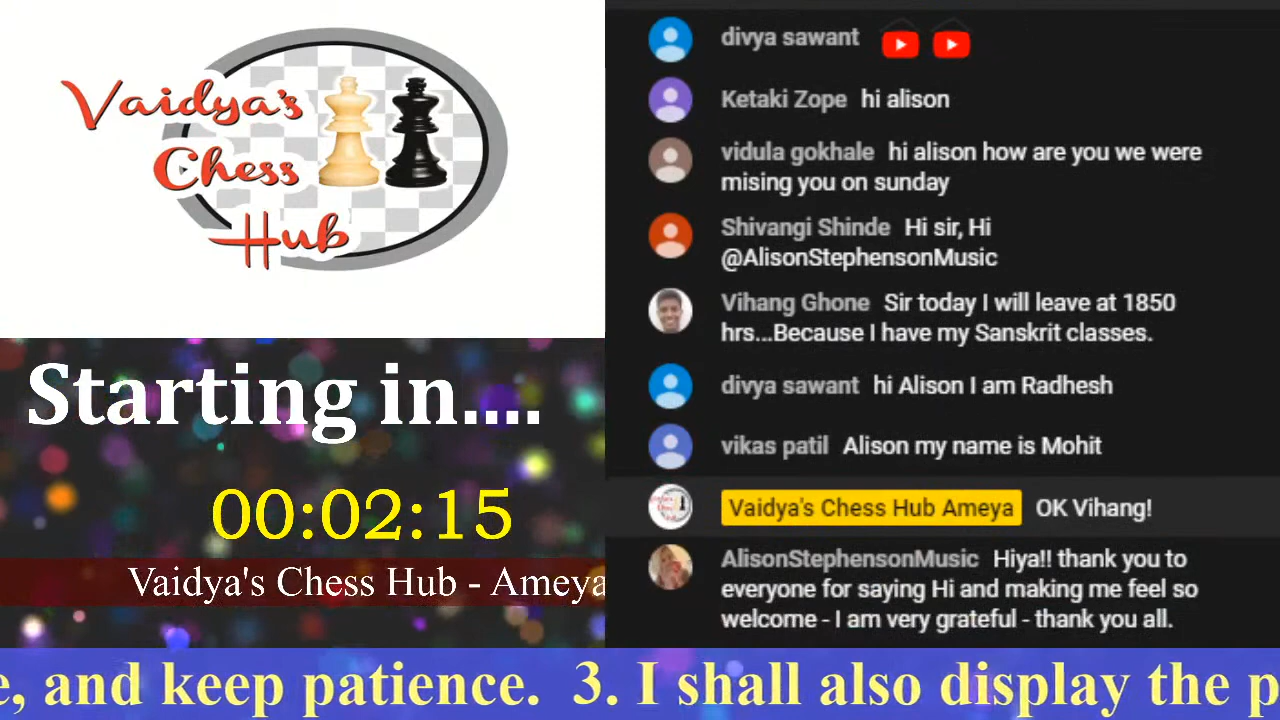 Vaidya's
Chess
Hub
Starting in....
00:02:15
Vaidya's Chess Hub - Ameya
divya sawant
Ketaki Zope hi alison
vidula gokhale hi alison how are you we were
mising you on sunday
Shivangi Shinde Hi sir, Hi
@AlisonStephensonMusic
Vihang Ghone Sir today I will leave at 1850
hrs...Because I have my Sanskrit classes.
divya sawant hi Alison I am Radhesh
vikas patil Alison my name is Mohit
Vaidya's Chess Hub Ameya OK Vihang!
AlisonStephensonMusic Hiya!! thank you to
everyone for saying Hi and making me feel so
welcome - I am very grateful - thank you all.
e, and keep patience. 3. I shall also display the p